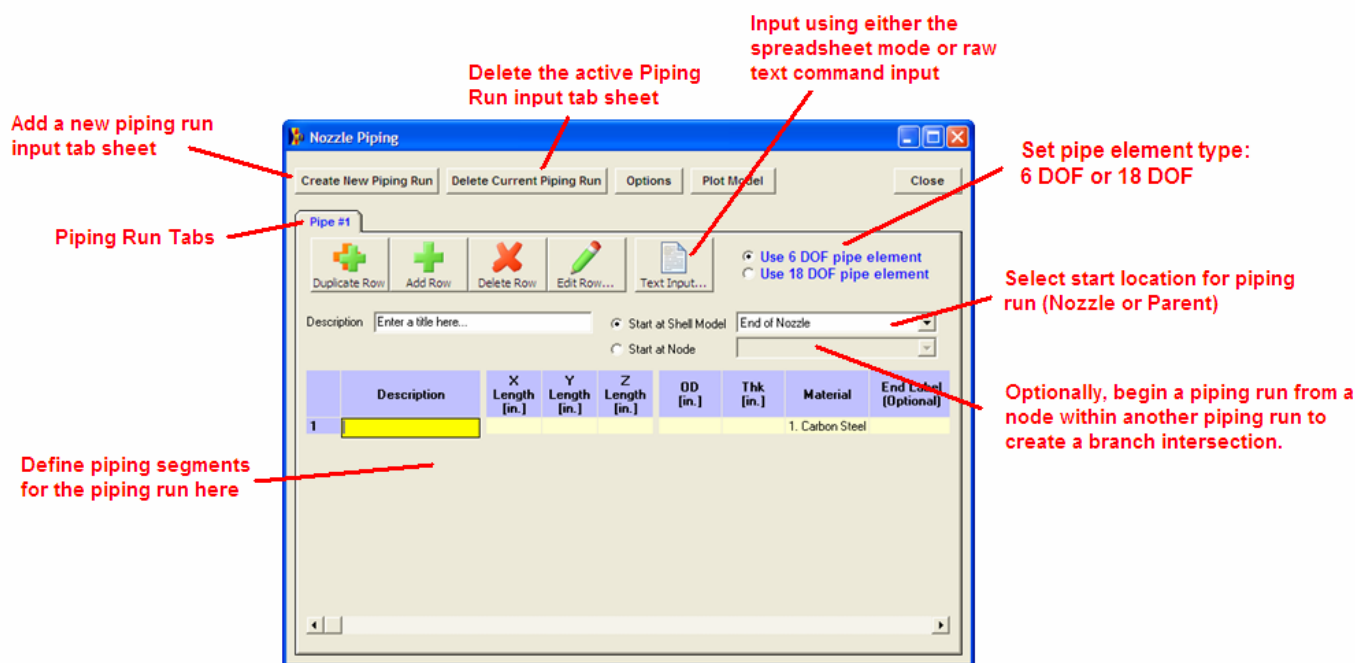 Input using either the
spreadsheet mode or raw
text command input
Delete the active Piping
Run input tab sheet
Add a new piping run
input tab sheet
Nozzle Piping
Set pipe element type:
6 DOF or 18 DOF
Create New Piping Run
Delete Current Piping Run
Options
Plot Model
Close
Piping Run Tabs
Pipe #1
Use 6 DOF pipe element
Use 18 DOF pipe element
Duplicate Row
Add Row
Delete Row
Edit Row...
Text Input...
Select start location for piping
run (Nozzle or Parent)
Description
Enter a title here...
Start at Shell Model
End of Nozzle
Start at Node
Description
X
Length
[in.]
Y
Length
[in.]
Z
Length
[in.]
OD
[in.]
Thk
[in.]
Material
End Label
(Optional)
Optionally, begin a piping run from a
node within another piping run to
create a branch intersection.
1
1. Carbon Steel
Define piping segments
for the piping run here